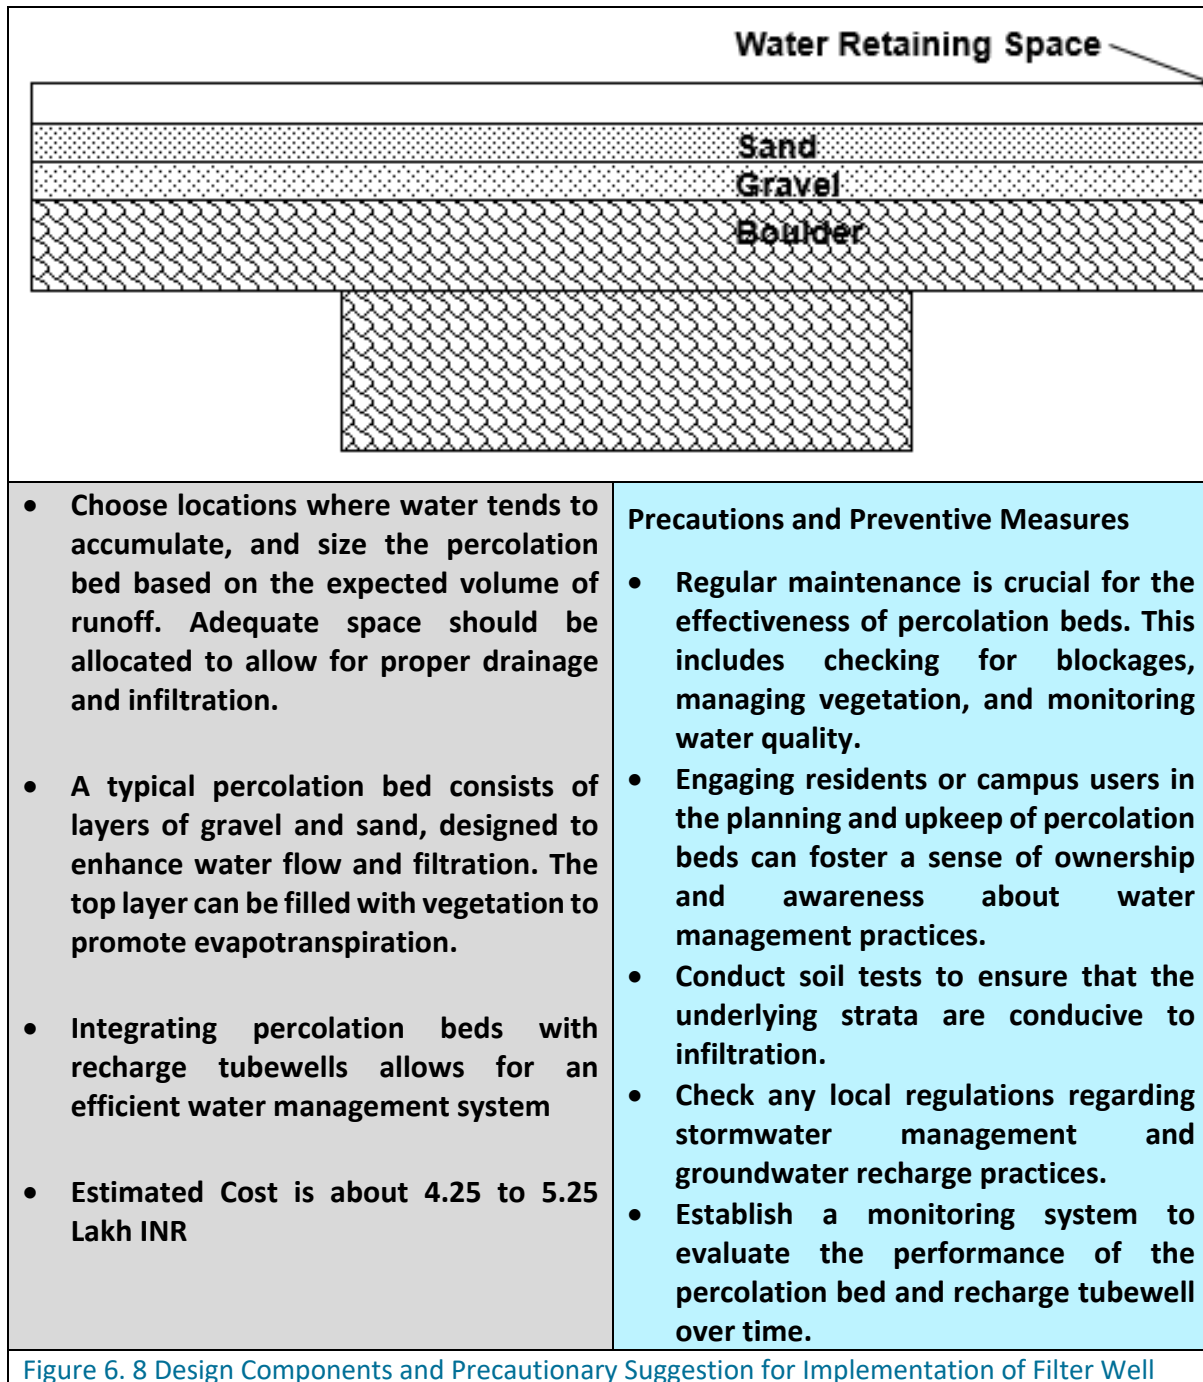 Water Retaining Space
Sand
Gravel
Boulder
• Choose locations where water tends to
accumulate, and size the percolation
bed based on the expected volume of
runoff. Adequate space should be
allocated to allow for proper drainage
and infiltration.
• A typical percolation bed consists of
layers of gravel and sand, designed to
enhance water flow and filtration. The
top layer can be filled with vegetation to
promote evapotranspiration.
• Integrating percolation beds with
recharge tubewells allows for an
efficient water management system
• Estimated Cost is about 4.25 to 5.25
Lakh INR
Precautions and Preventive Measures
• Regular maintenance is crucial for the
effectiveness of percolation beds. This
includes checking for blockages,
managing vegetation, and monitoring
water quality.
• Engaging residents or campus users in
the planning and upkeep of percolation
beds can foster a sense of ownership
and awareness about water
management practices.
• Conduct soil tests to ensure that the
underlying strata are conducive to
infiltration.
• Check any local regulations regarding
stormwater management and
groundwater recharge practices.
• Establish a monitoring system to
evaluate the performance of the
percolation bed and recharge tubewell
over time.
Figure 6. 8 Design Components and Precautionary Suggestion for Implementation of Filter Well